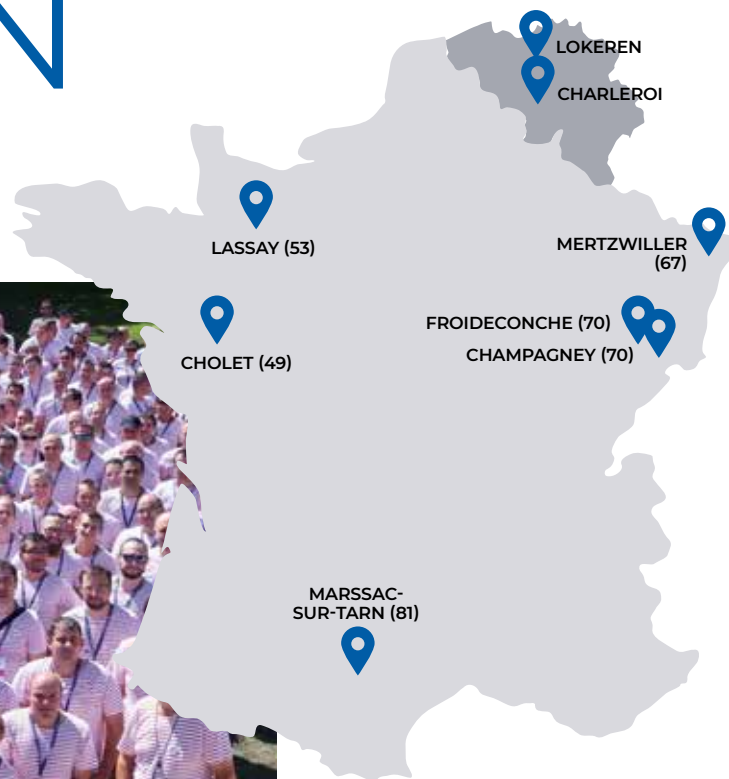 N
LOKEREN
CHARLEROI
LASSAY (53)
MERTZWILLER
(67)
FROIDECONCHE (70)
CHAMPAGNEY (70)
CHOLET (49)
MARSSAC-
SUR-TARN (81)